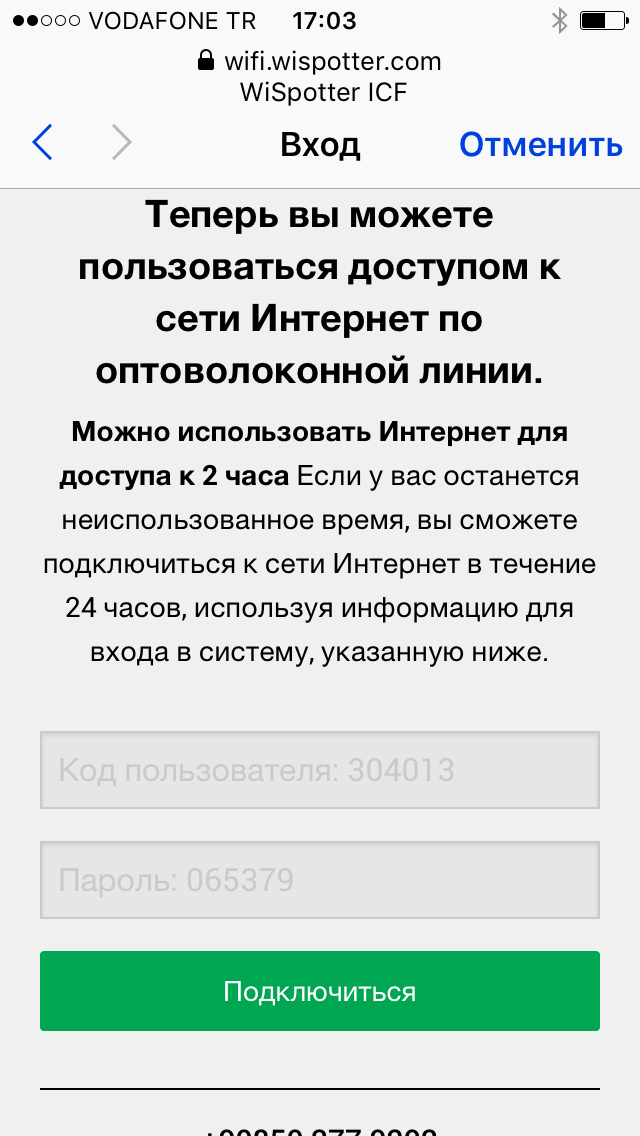 VODAFONE TR 17:03
wifi.wispotter.com
WiSpotter ICF
Вход Отменить
Теперь вы можете
пользоваться доступом к
сети Интернет по
оптоволоконной линии.
Можно использовать Интернет для
доступа к 2 часа Если у вас останется
неиспользованное время, вы сможете
подключиться к сети Интернет в течение
24 часов, используя информацию для
входа в систему, указанную ниже.
Код пользователя: 304013
Пароль: 065379
Подключиться